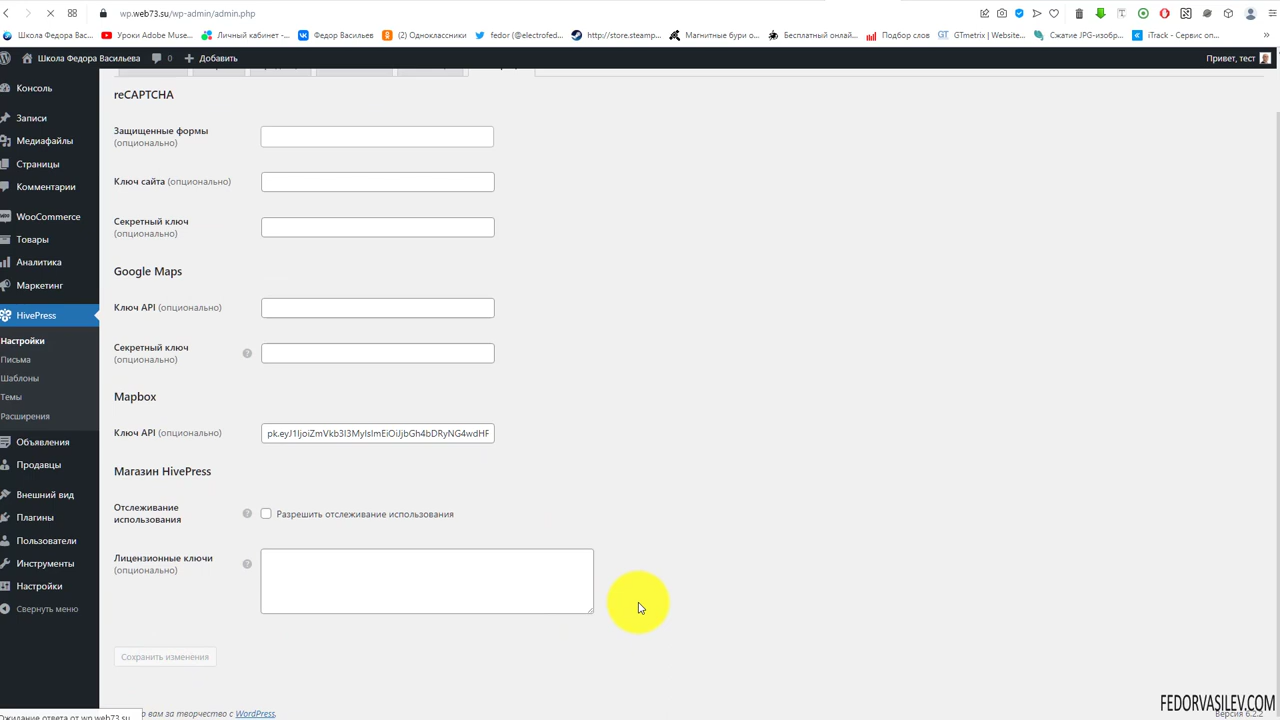 wp.web73.su/wp-admin/admin.php
Школа Федора Вас...
Уроки Adobe Muse...
Личный кабинет -...
Федор Васильев
(2) Одноклассники
fedor (@electrofed...
http://store.steamp...
Магнитные бури о...
Бесплатный онлай...
Подбор слов
GTmetrix | Website...
Сжатие JPG-изобр...
iTrack - Сервис оп...
Школа Федора Васильева
0
Добавить
Привет, тест
Консоль
Записи
Медиафайлы
Страницы
Комментарии
WooCommerce
Товары
Аналитика
Маркетинг
HivePress
Настройки
Письма
Шаблоны
Темы
Расширения
Объявления
Продавцы
Внешний вид
Плагины
Пользователи
Инструменты
Настройки
Свернуть меню
reCAPTCHA
Защищенные формы
(опционально)
Ключ сайта (опционально)
Секретный ключ
(опционально)
Google Maps
Ключ API (опционально)
Секретный ключ
(опционально)
?
Mapbox
Ключ API (опционально)
Магазин HivePress
Отслеживание
использования
?
Разрешить отслеживание использования
Лицензионные ключи
(опционально)
?
Сохранить изменения
вам за творчество с WordPress.
Ожидание ответа от wp.web73.su...
FEDORVASILEV.COM
Версия 6.2.2